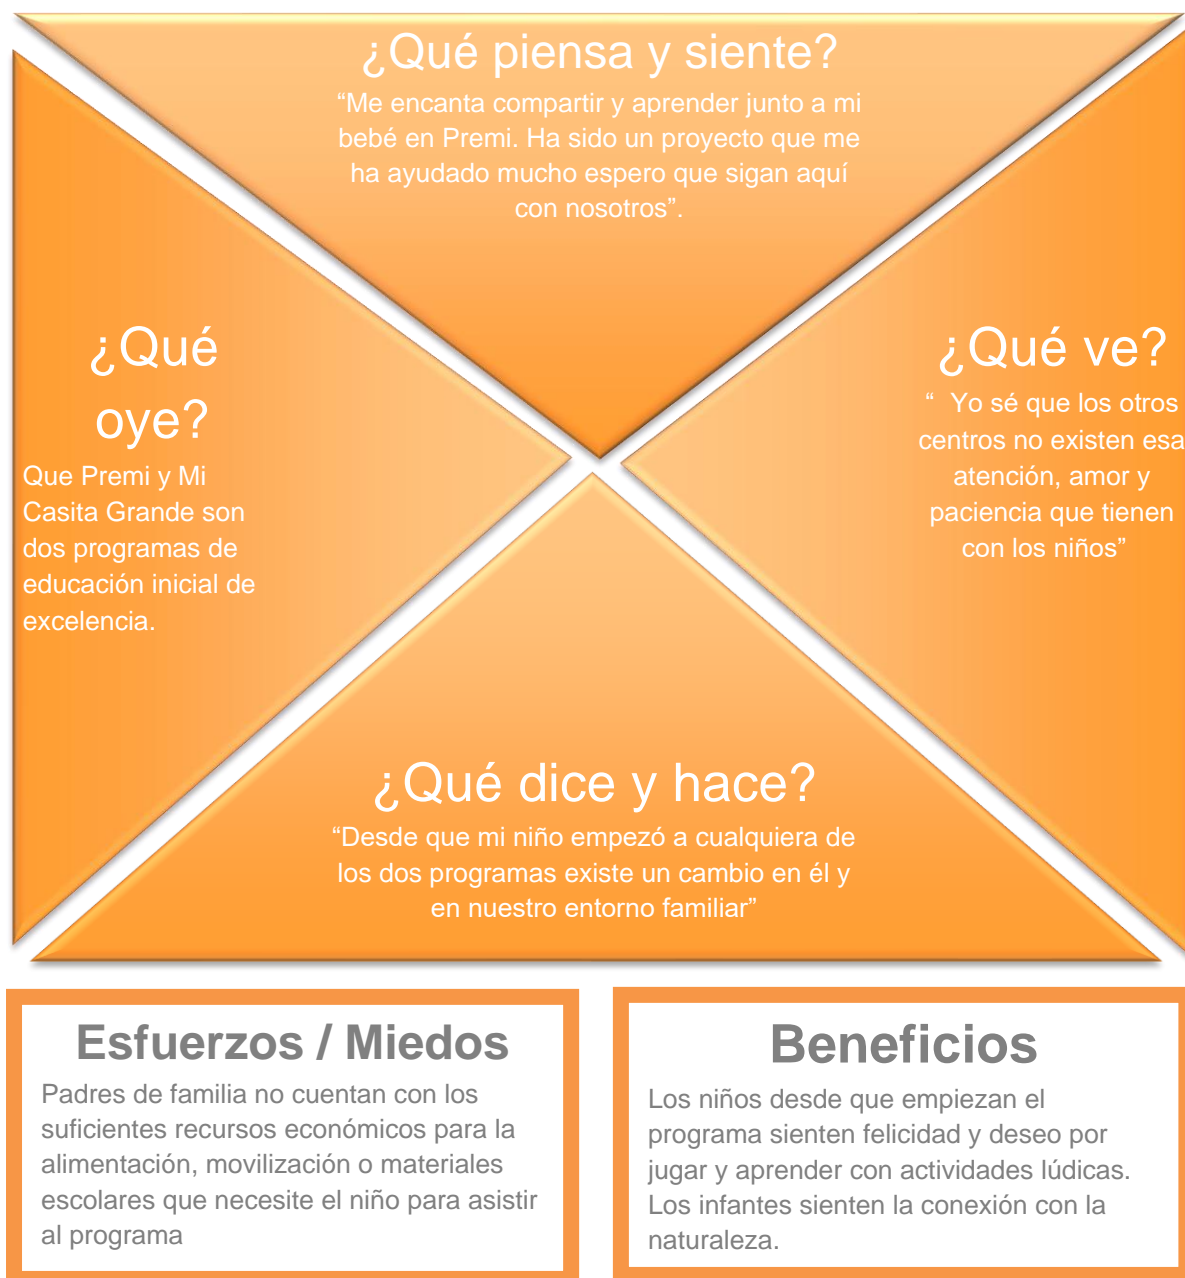 ¿Qué piensa y siente?
“Me encanta compartir y aprender junto a mi
bebé en Premi. Ha sido un proyecto que me
ha ayudado mucho espero que sigan aquí
con nosotros”.
¿Qué
oye?
Que Premi y Mi
Casita Grande son
dos programas de
educación inicial de
excelencia.
¿Qué ve?
“ Yo sé que los otros
centros no existen esa
atención, amor y
paciencia que tienen
con los niños”
¿Qué dice y hace?
“Desde que mi niño empezó a cualquiera de
los dos programas existe un cambio en él y
en nuestro entorno familiar”
Esfuerzos / Miedos
Padres de familia no cuentan con los
suficientes recursos económicos para la
alimentación, movilización o materiales
escolares que necesite el niño para asistir
al programa
Beneficios
Los niños desde que empiezan el
programa sienten felicidad y deseo por
jugar y aprender con actividades lúdicas.
Los infantes sienten la conexión con la
naturaleza.